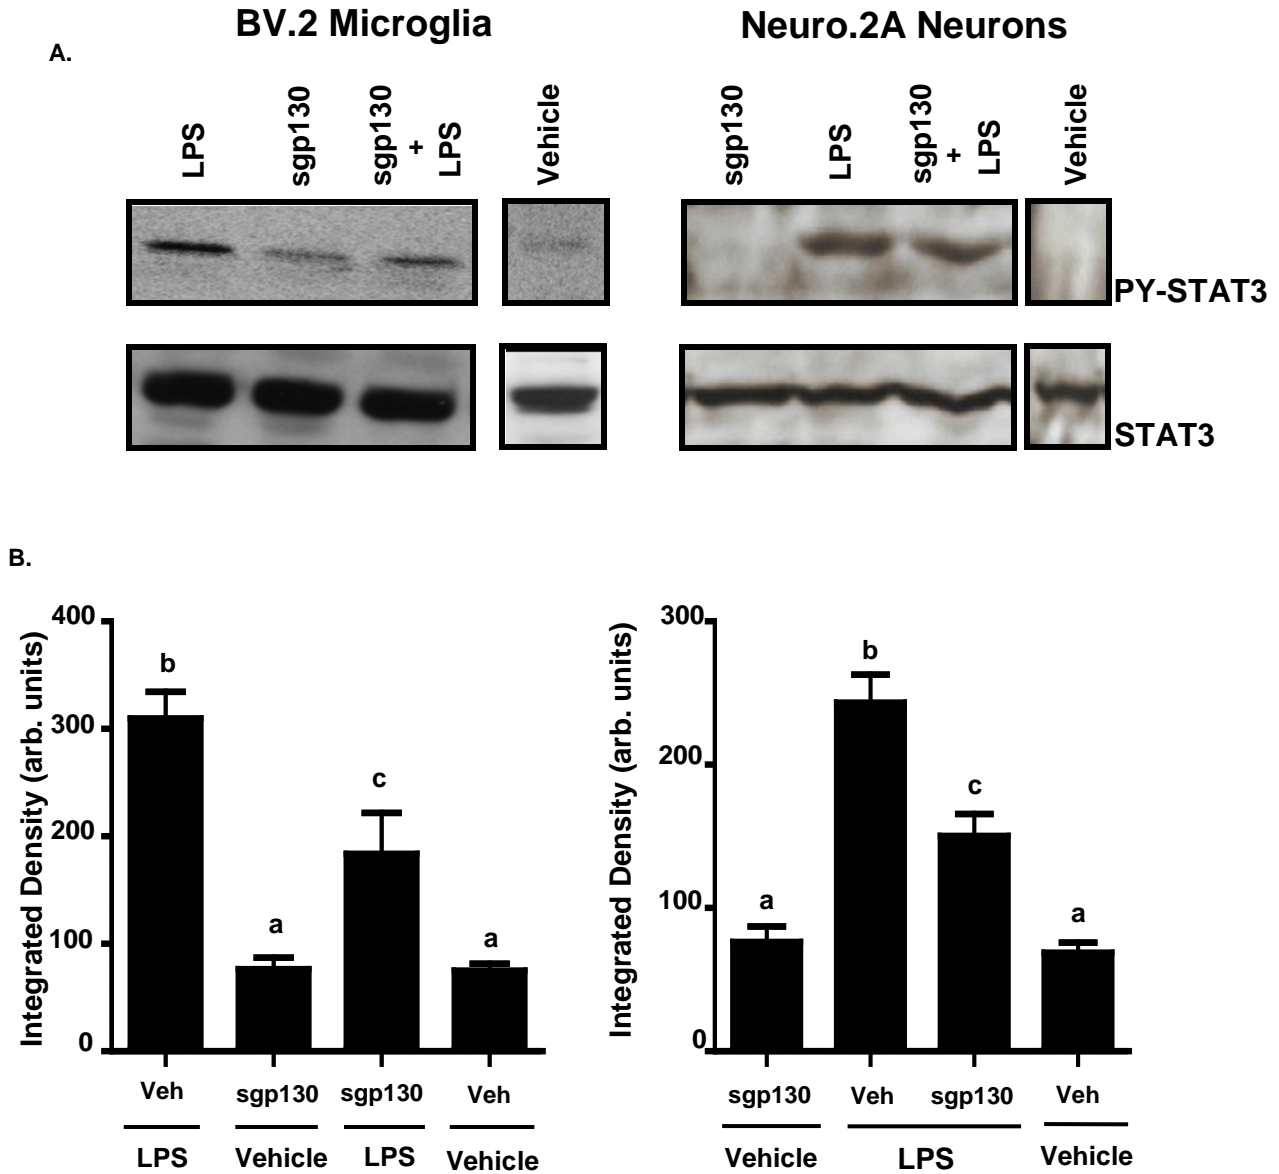 BV.2 Microglia
Neuro.2A Neurons
A.
LPS
sgp130
sgp130
+
LPS
Vehicle
sgp130
LPS
sgp130
+
LPS
Vehicle
PY-STAT3
STAT3
B.
Integrated Density (arb. units)
400
300
200
100
0
b
a
c
a
Veh
sgp130
sgp130
Veh
LPS
Vehicle
LPS
Vehicle
Integrated Density (arb. units)
300
200
100
0
a
b
c
a
sgp130
Veh
sgp130
Veh
Vehicle
LPS
Vehicle